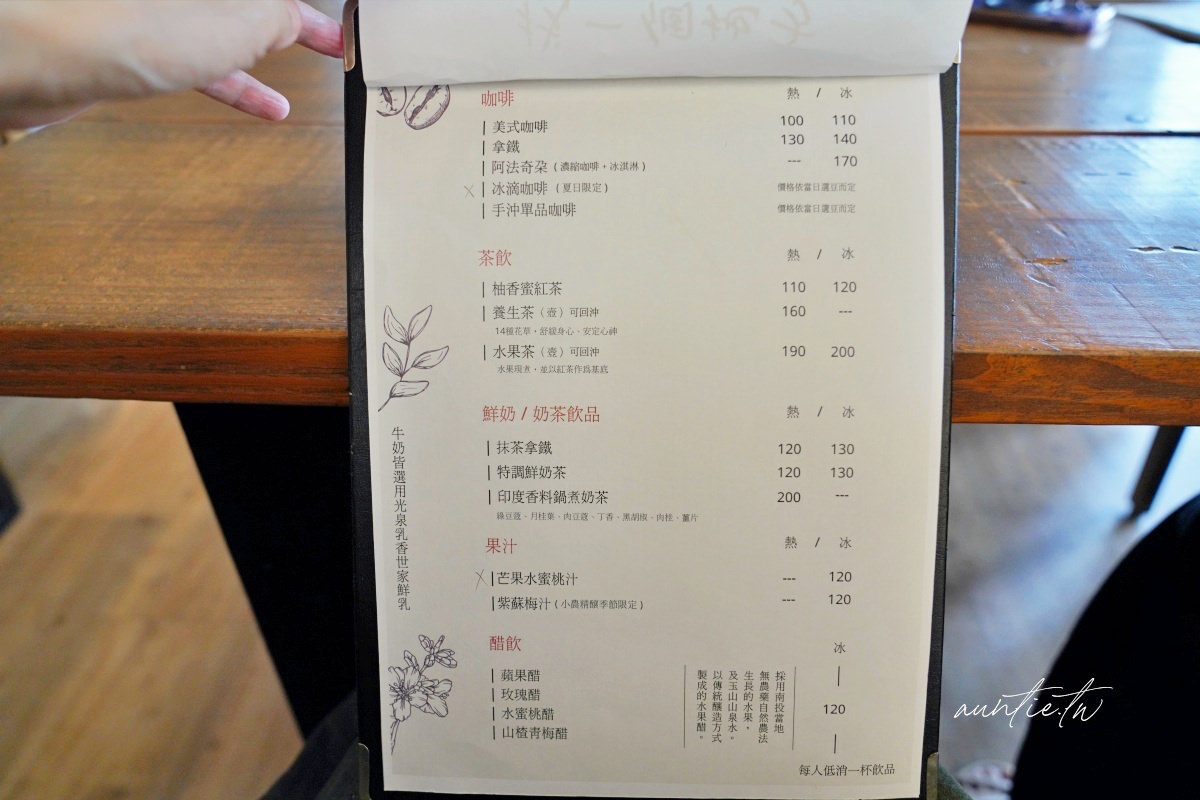 咖啡 熱 / 冰
美式咖啡 100 110
拿鐵 130 140
阿法奇朶(濃縮咖啡+冰淇淋) --- 170
x 冰滴咖啡(夏日限定) 價格依當日選豆而定
手沖單品咖啡 價格依當日選豆而定
茶飲 熱 / 冰
柚香蜜紅茶 110 120
養生茶(壺)可回沖 160 ---
14種花草,舒緩身心、安定心神
水果茶(壺)可回沖 190 200
水果現煮,並以紅茶作為基底
鮮奶 / 奶茶飲品 熱 / 冰
抹茶拿鐵 120 130
特調鮮奶茶 120 130
印度香料鍋煮奶茶 200 ---
綠豆蔻、月桂葉、肉豆蔻、丁香、黑胡椒、肉桂、薑片
牛奶皆選用光泉乳香世家鮮乳
果汁 熱 / 冰
x 芒果水蜜桃汁 --- 120
紫蘇梅汁(小農精釀季節限定) --- 120
醋飲 冰
蘋果醋
玫瑰醋
水蜜桃醋
山楂青梅醋
120
採用南投當地
無農藥自然農法
生長的水果,
及玉山山泉水。
以傳統釀造方式
製成的水果醋。
每人低消一杯飲品
auntie.tw